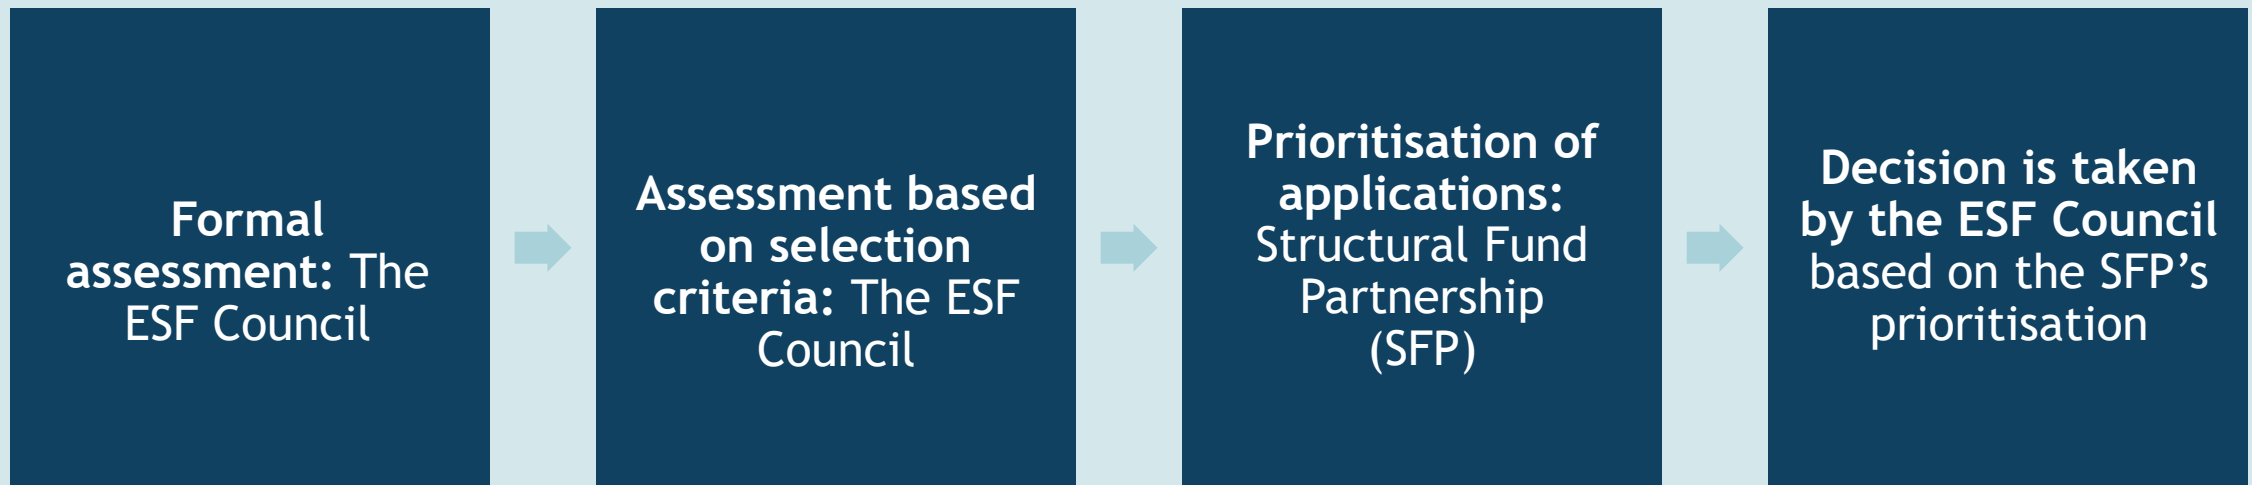 Formal
assessment: The
ESF Council
Assessment based
on selection
criteria: The ESF
Council
Prioritisation of
applications:
Structural Fund
Partnership
(SFP)
Decision is taken
by the ESF Council
based on the SFP’s
prioritisation